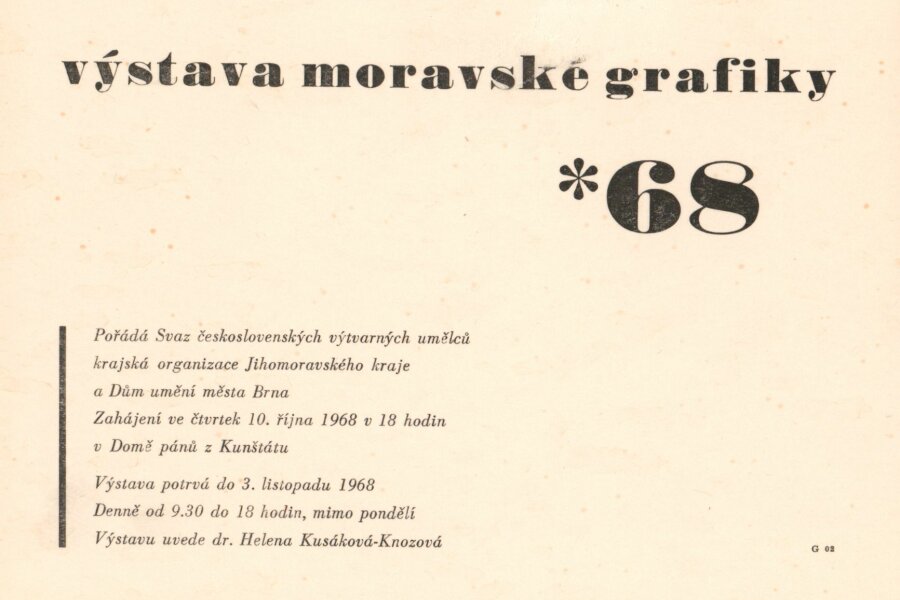 výstava moravské grafiky
*68
Pořádá Svaz československých výtvarných umělců
krajská organizace Jihomoravského kraje
a Dům umění města Brna
Zahájení ve čtvrtek 10. října 1968 v 18 hodin
v Domě pánů z Kunštátu
Výstava potrvá do 3. listopadu 1968
Denně od 9.30 do 18 hodin, mimo pondělí
Výstavu uvede dr. Helena Kusáková-Knozová
G 02